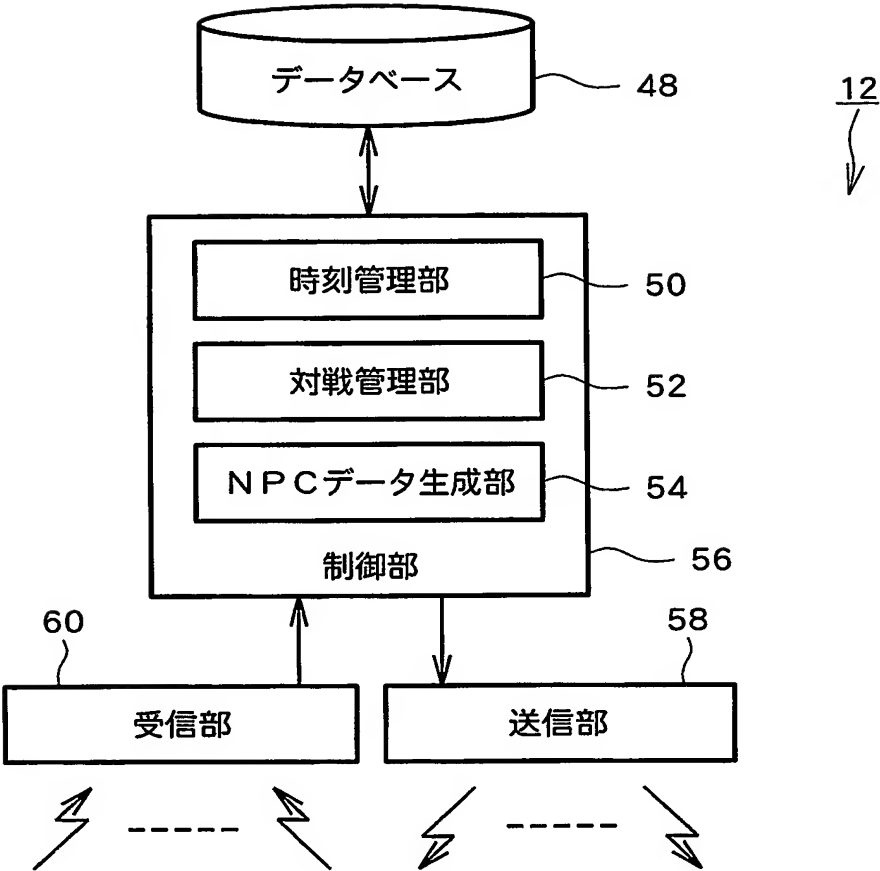 データベース
48
12
時刻管理部
50
対戦管理部
52
NPCデータ生成部
54
制御部
56
60
58
受信部
送信部